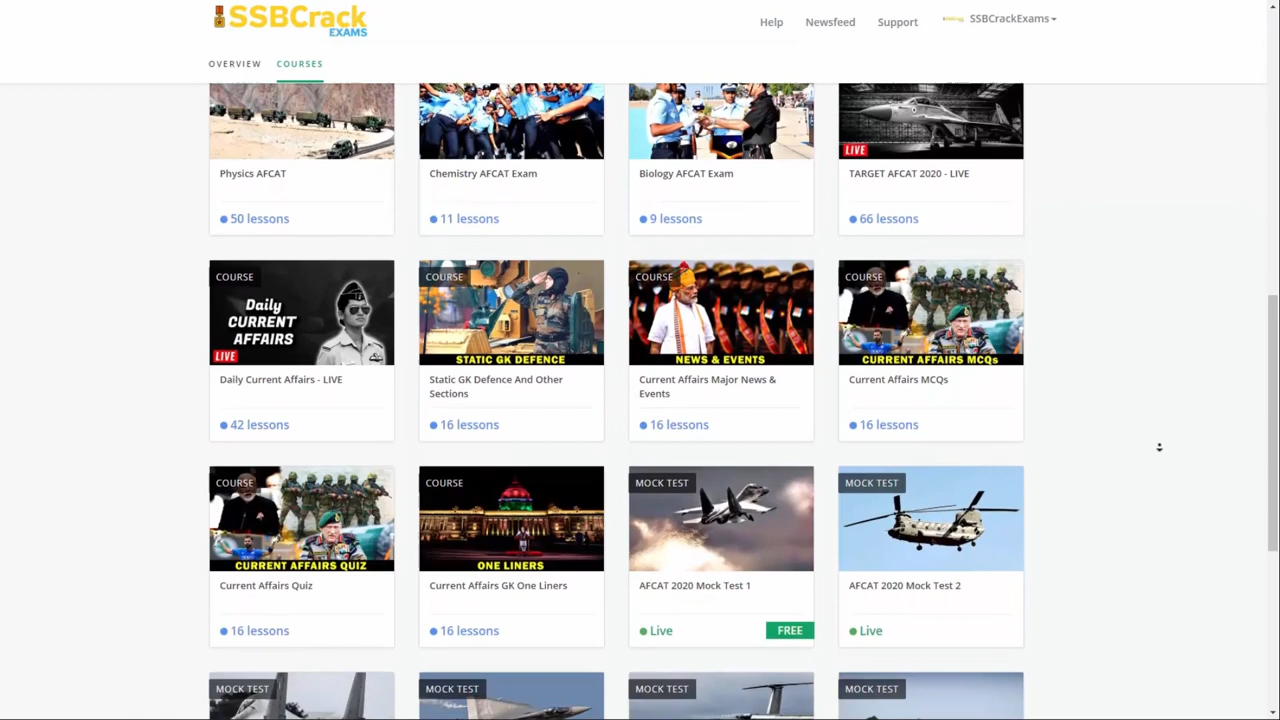 SSBCrack
EXAMS
Help Newsfeed Support SSBCrackExams
OVERVIEW COURSES
LIVE
Physics AFCAT
Chemistry AFCAT Exam
Biology AFCAT Exam
TARGET AFCAT 2020 - LIVE
50 lessons
11 lessons
9 lessons
66 lessons
COURSE
Daily
CURRENT
AFFAIRS
LIVE
COURSE
STATIC GK DEFENCE
COURSE
NEWS & EVENTS
COURSE
CURRENT AFFAIRS MCQs
Daily Current Affairs - LIVE
Static GK Defence And Other
Sections
Current Affairs Major News &
Events
Current Affairs MCQs
42 lessons
16 lessons
16 lessons
16 lessons
COURSE
CURRENT AFFAIRS QUIZ
COURSE
ONE LINERS
MOCK TEST
MOCK TEST
Current Affairs Quiz
Current Affairs GK One Liners
AFCAT 2020 Mock Test 1
AFCAT 2020 Mock Test 2
16 lessons
16 lessons
Live FREE
Live
MOCK TEST
MOCK TEST
MOCK TEST
MOCK TEST